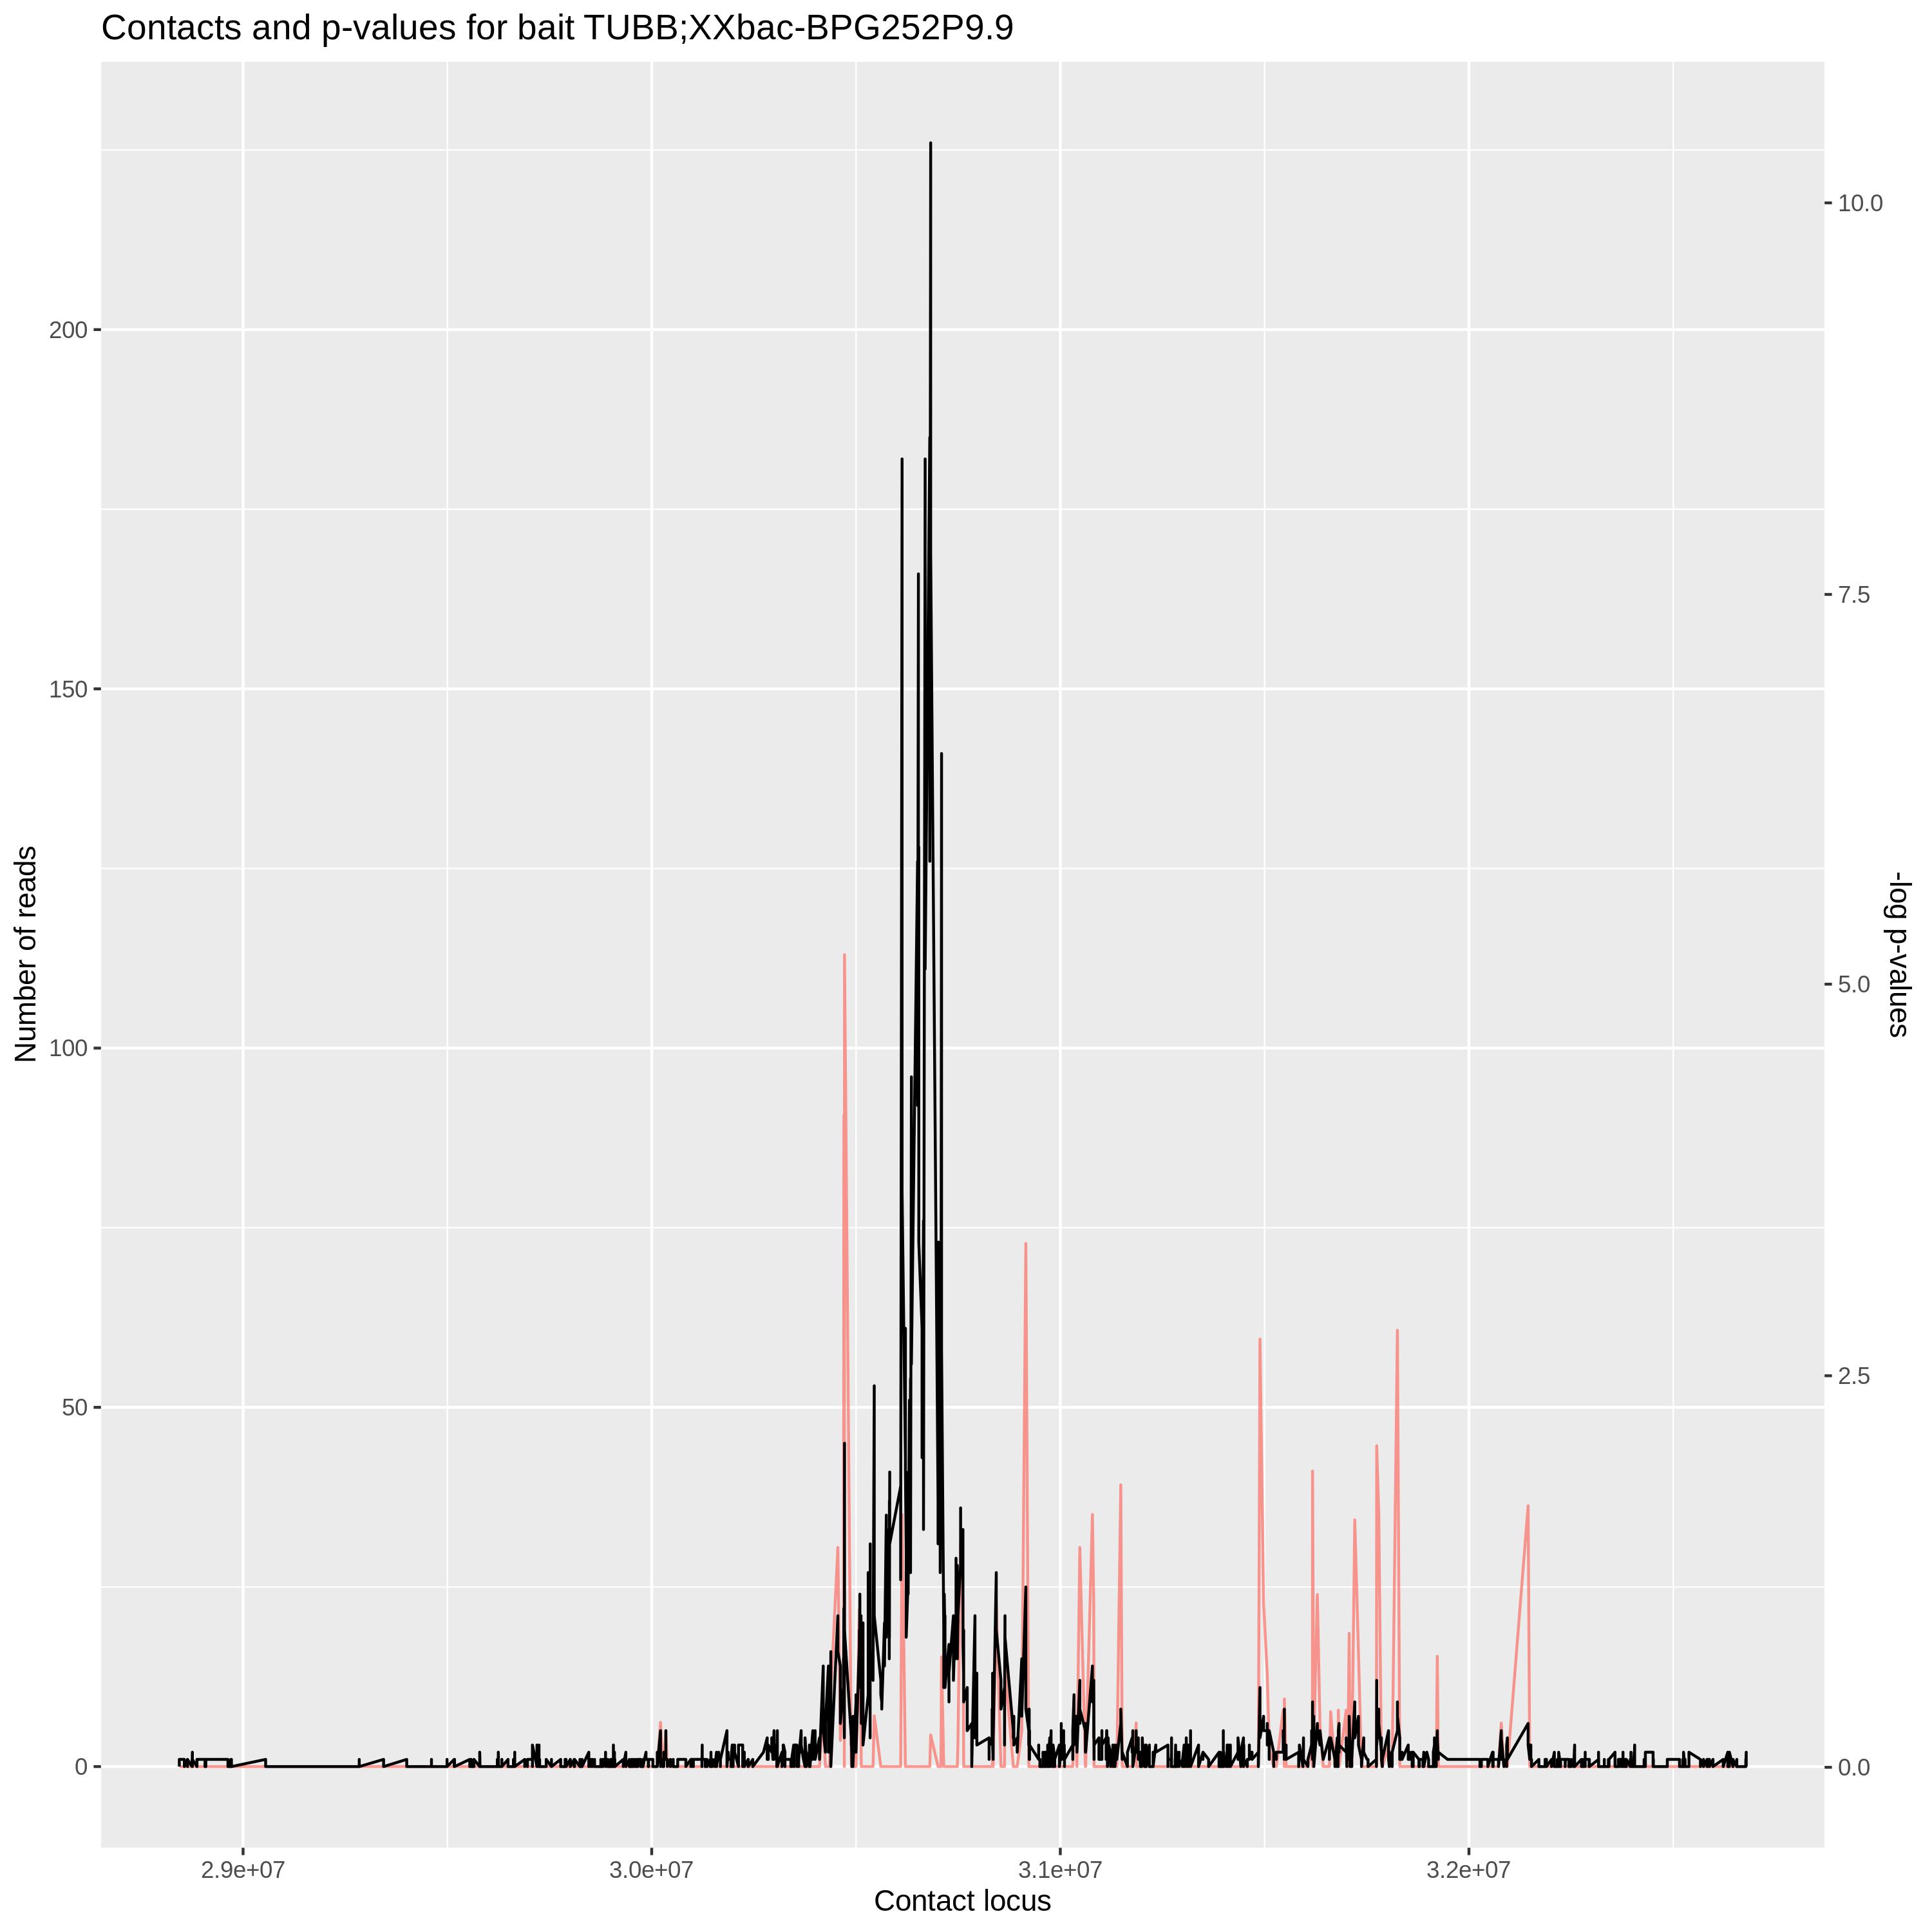 Contacts and p-values for bait TUBB;XXbac-BPG252P9.9
Number of reads
200
150
100
50
0
10.0
7.5
5.0
2.5
0.0
-log p-values
2.9e+07 3.0e+07 3.1e+07 3.2e+07
Contact locus